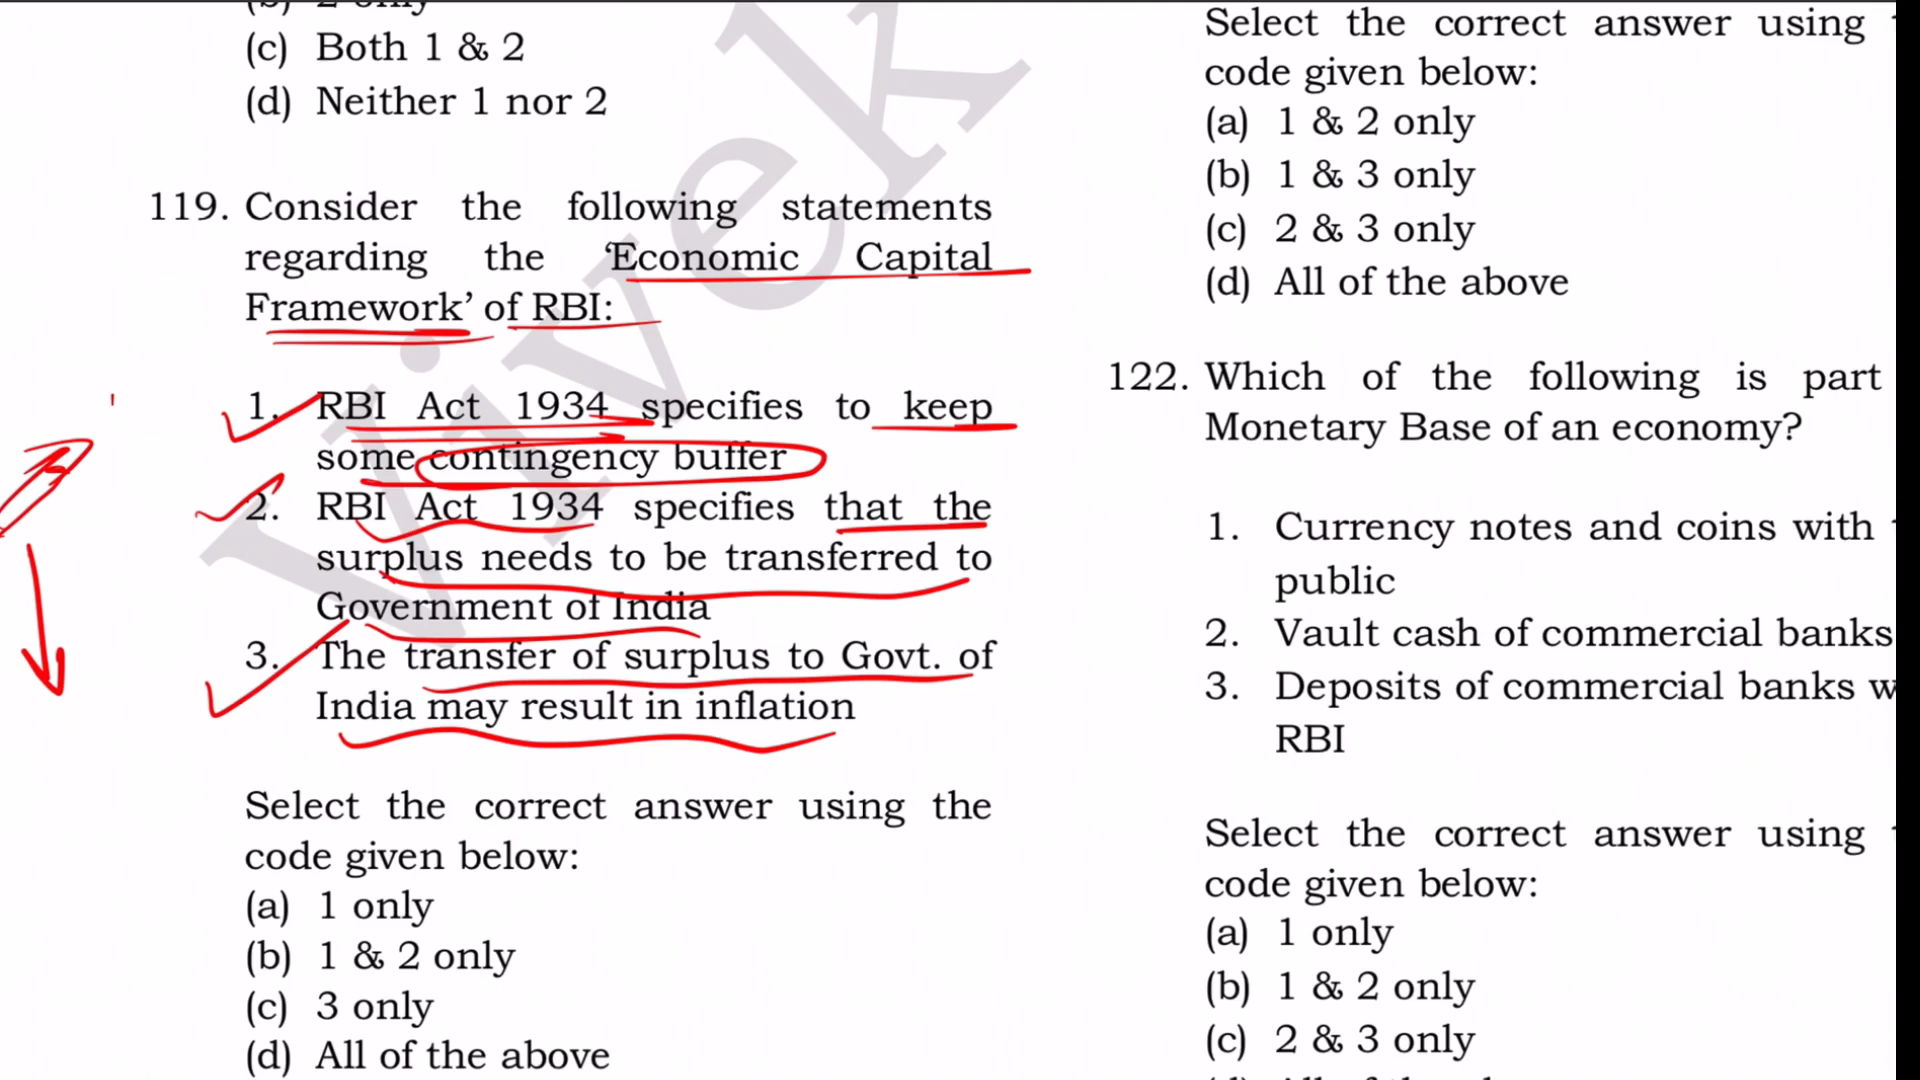 (b) 2 only
(c) Both 1 & 2
(d) Neither 1 nor 2
119. Consider the following statements
regarding the ‘Economic Capital
Framework’ of RBI:
1. RBI Act 1934 specifies to keep
some contingency buffer
2. RBI Act 1934 specifies that the
surplus needs to be transferred to
Government of India
3. The transfer of surplus to Govt. of
India may result in inflation
Select the correct answer using the
code given below:
(a) 1 only
(b) 1 & 2 only
(c) 3 only
(d) All of the above
Select the correct answer using
code given below:
(a) 1 & 2 only
(b) 1 & 3 only
(c) 2 & 3 only
(d) All of the above
122. Which of the following is part
Monetary Base of an economy?
1. Currency notes and coins with
public
2. Vault cash of commercial banks
3. Deposits of commercial banks w
RBI
Select the correct answer using
code given below:
(a) 1 only
(b) 1 & 2 only
(c) 2 & 3 only
Vivek